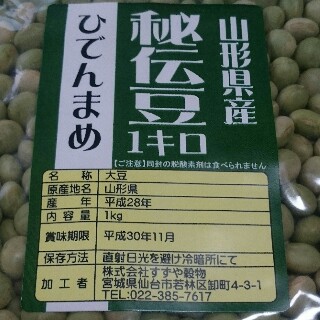 山形県産
秘伝豆
1キロ
ひでんまめ
【ご注意】同封の脱酸素剤は食べられません
名称 大豆
原産地名 山形県
産年 平成28年
内容量 1kg
賞味期限 平成30年11月
保存方法 直射日光を避け冷暗所にて
加工者 株式会社すずや穀物
宮城県仙台市若林区卸町4-3-1
TEL:022-385-7617